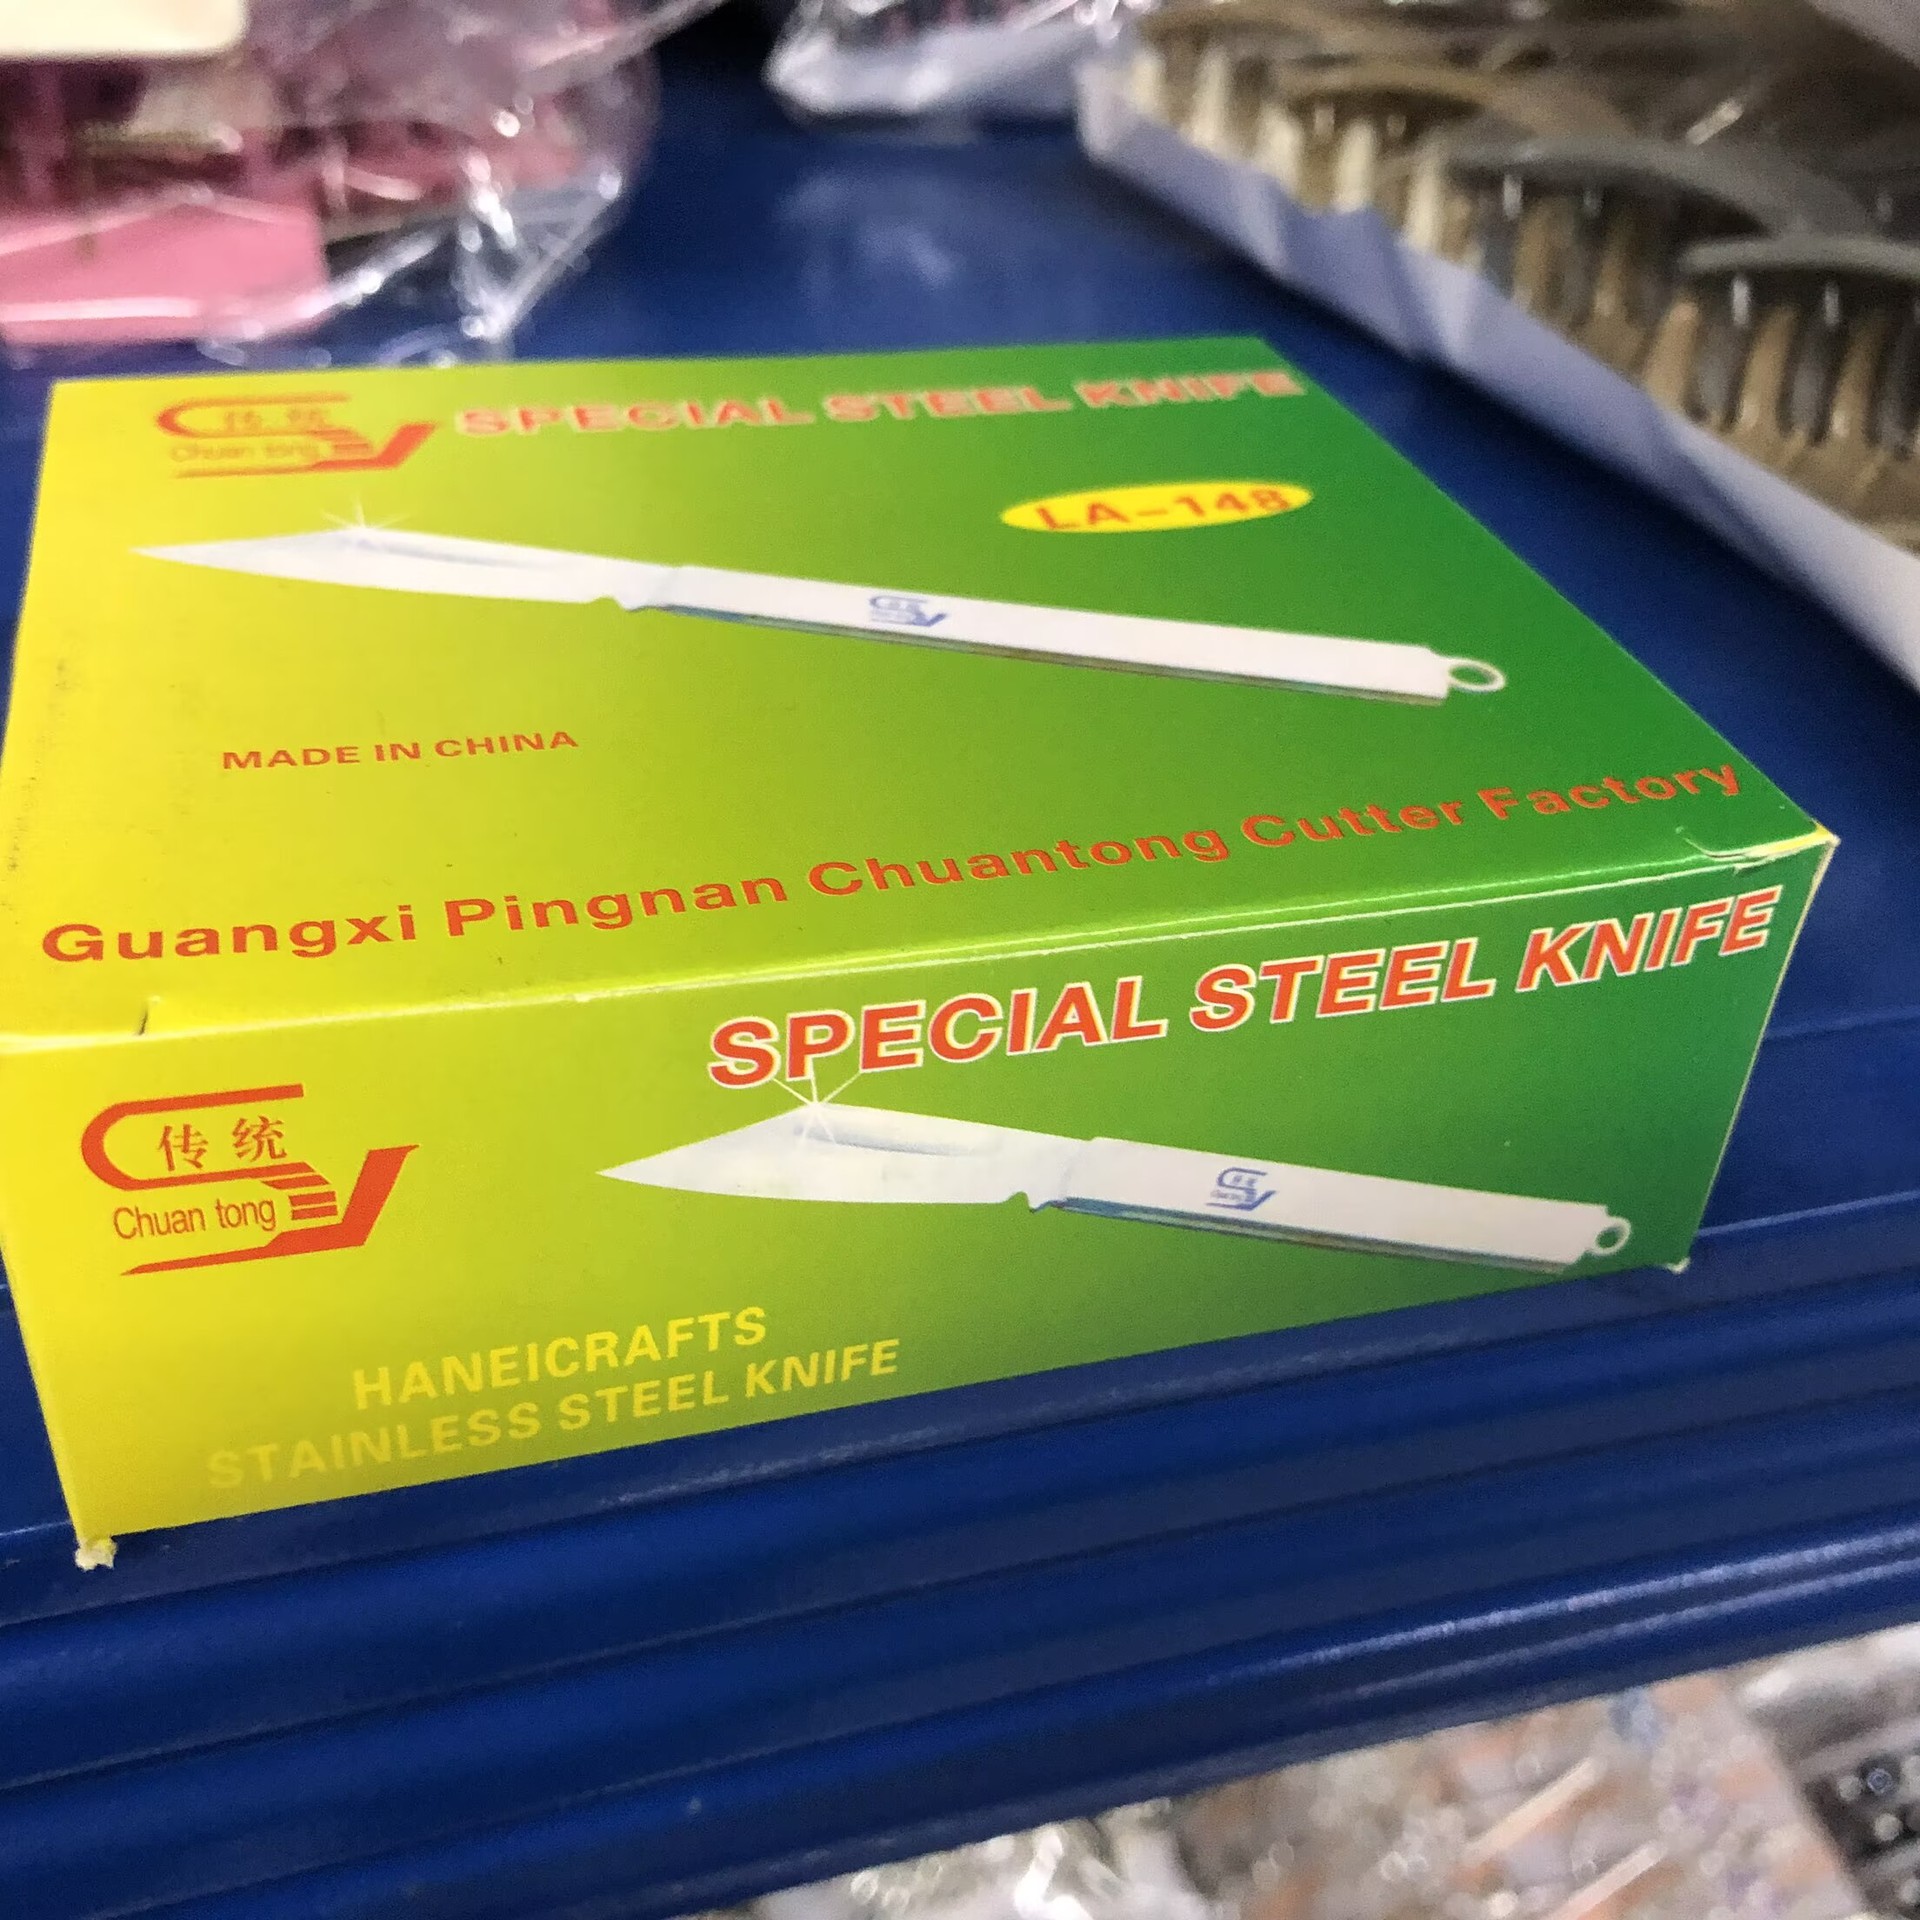 传统
Chuan tong
SPECIAL STEEL KNIFE
LA-148
MADE IN CHINA
Guangxi Pingnan Chuantong Cutter Factory
SPECIAL STEEL KNIFE
传统
Chuan tong
HANEICRAFTS
STAINLESS STEEL KNIFE